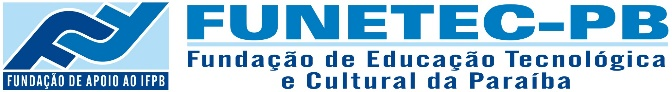 FUNDAÇÃO DE APOIO AO IFPB
FUNETEC-PB
Fundação de Educação Tecnológica
e Cultural da Paraíba